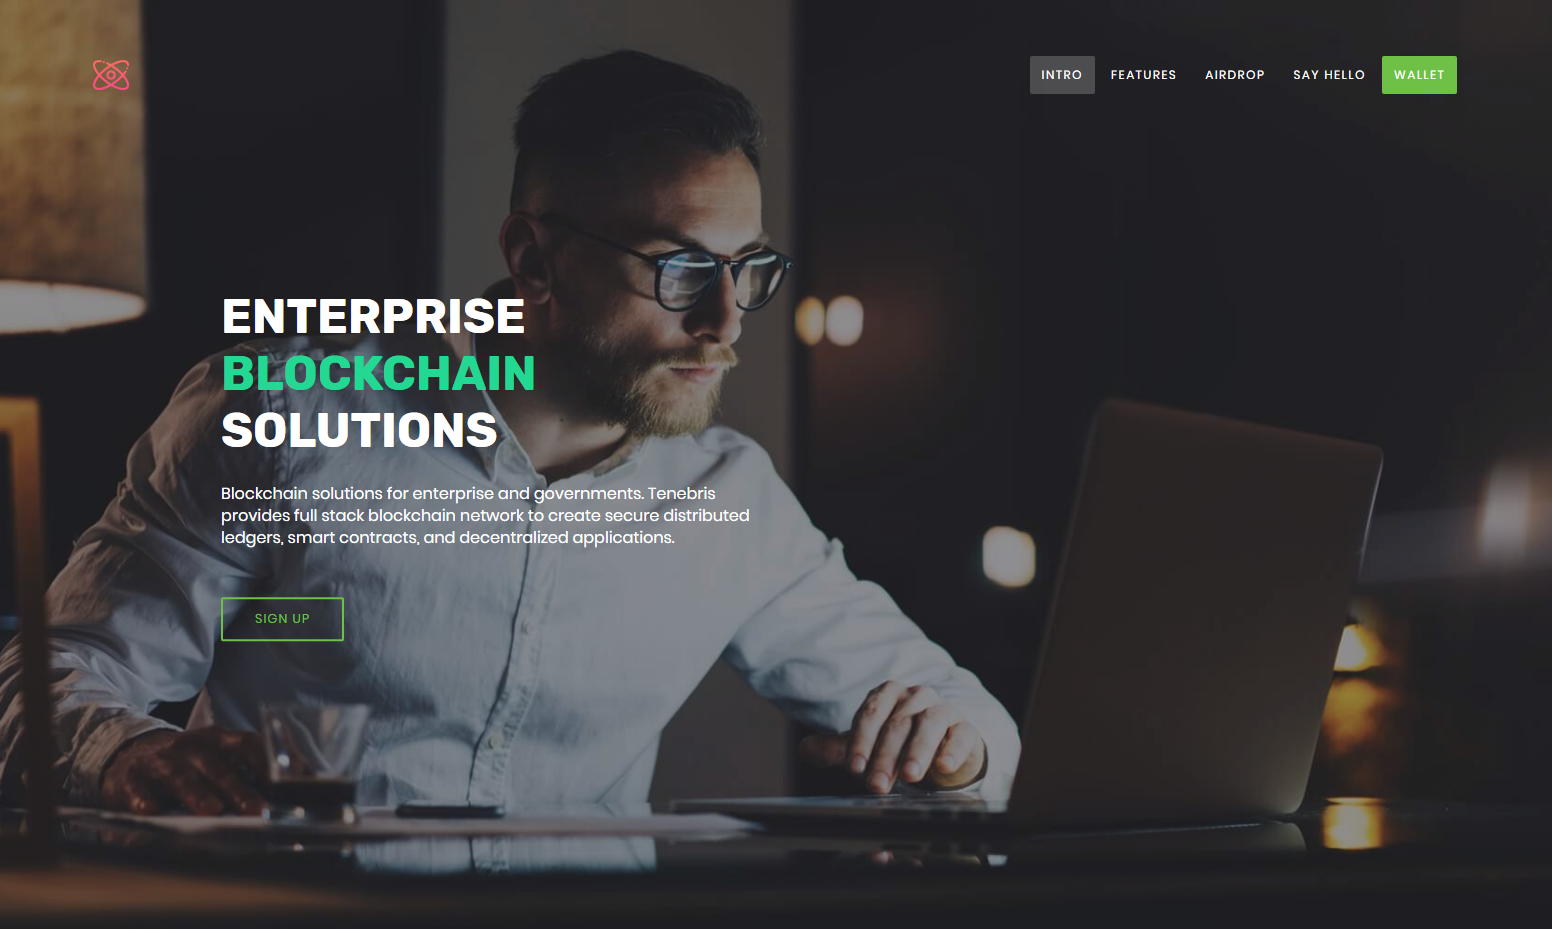 INTRO FEATURES AIRDROP SAY HELLO WALLET
ENTERPRISE
BLOCKCHAIN
SOLUTIONS
Blockchain solutions for enterprise and governments. Tenebris
provides full stack blockchain network to create secure distributed
ledgers, smart contracts, and decentralized applications.
SIGN UP